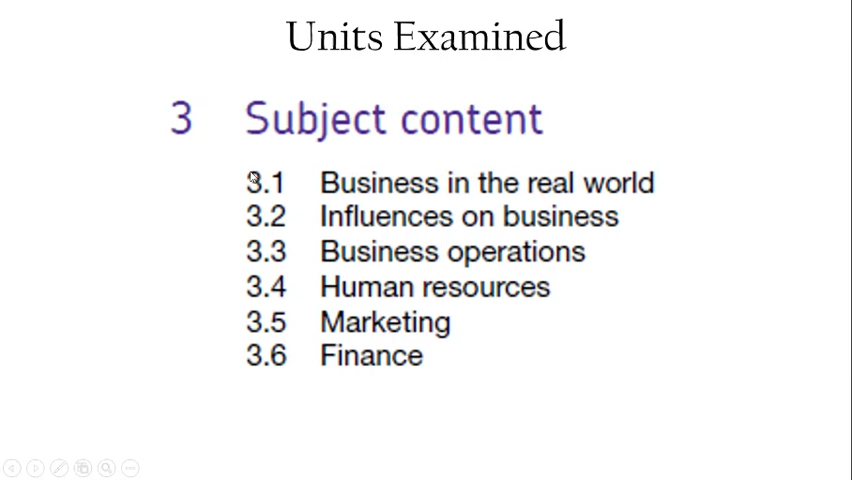 Units Examined
3 Subject content
3.1 Business in the real world
3.2 Influences on business
3.3 Business operations
3.4 Human resources
3.5 Marketing
3.6 Finance